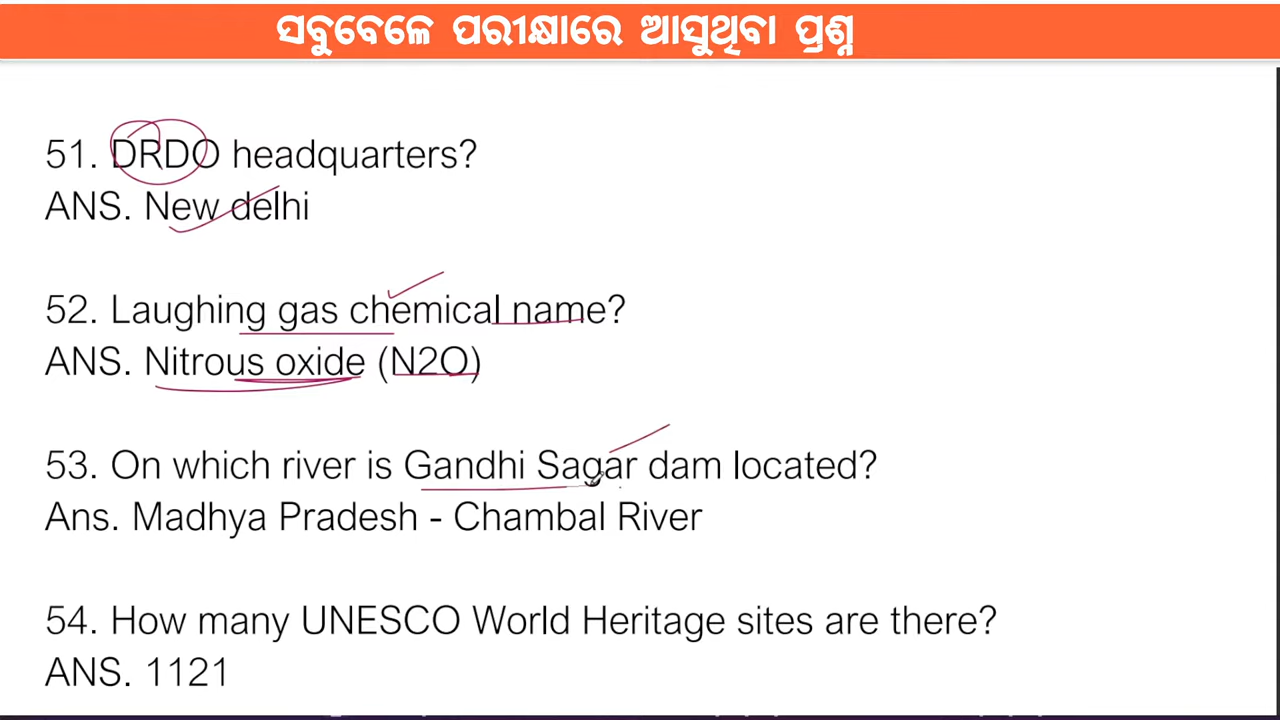 ସବୁବେଳେ ପରୀକ୍ଷାରେ ଆସୁଥିବା ପ୍ରଶ୍ନ
51. DRDO headquarters?
ANS. New delhi
52. Laughing gas chemical name?
ANS. Nitrous oxide (N2O)
53. On which river is Gandhi Sagar dam located?
Ans. Madhya Pradesh - Chambal River
54. How many UNESCO World Heritage sites are there?
ANS. 1121